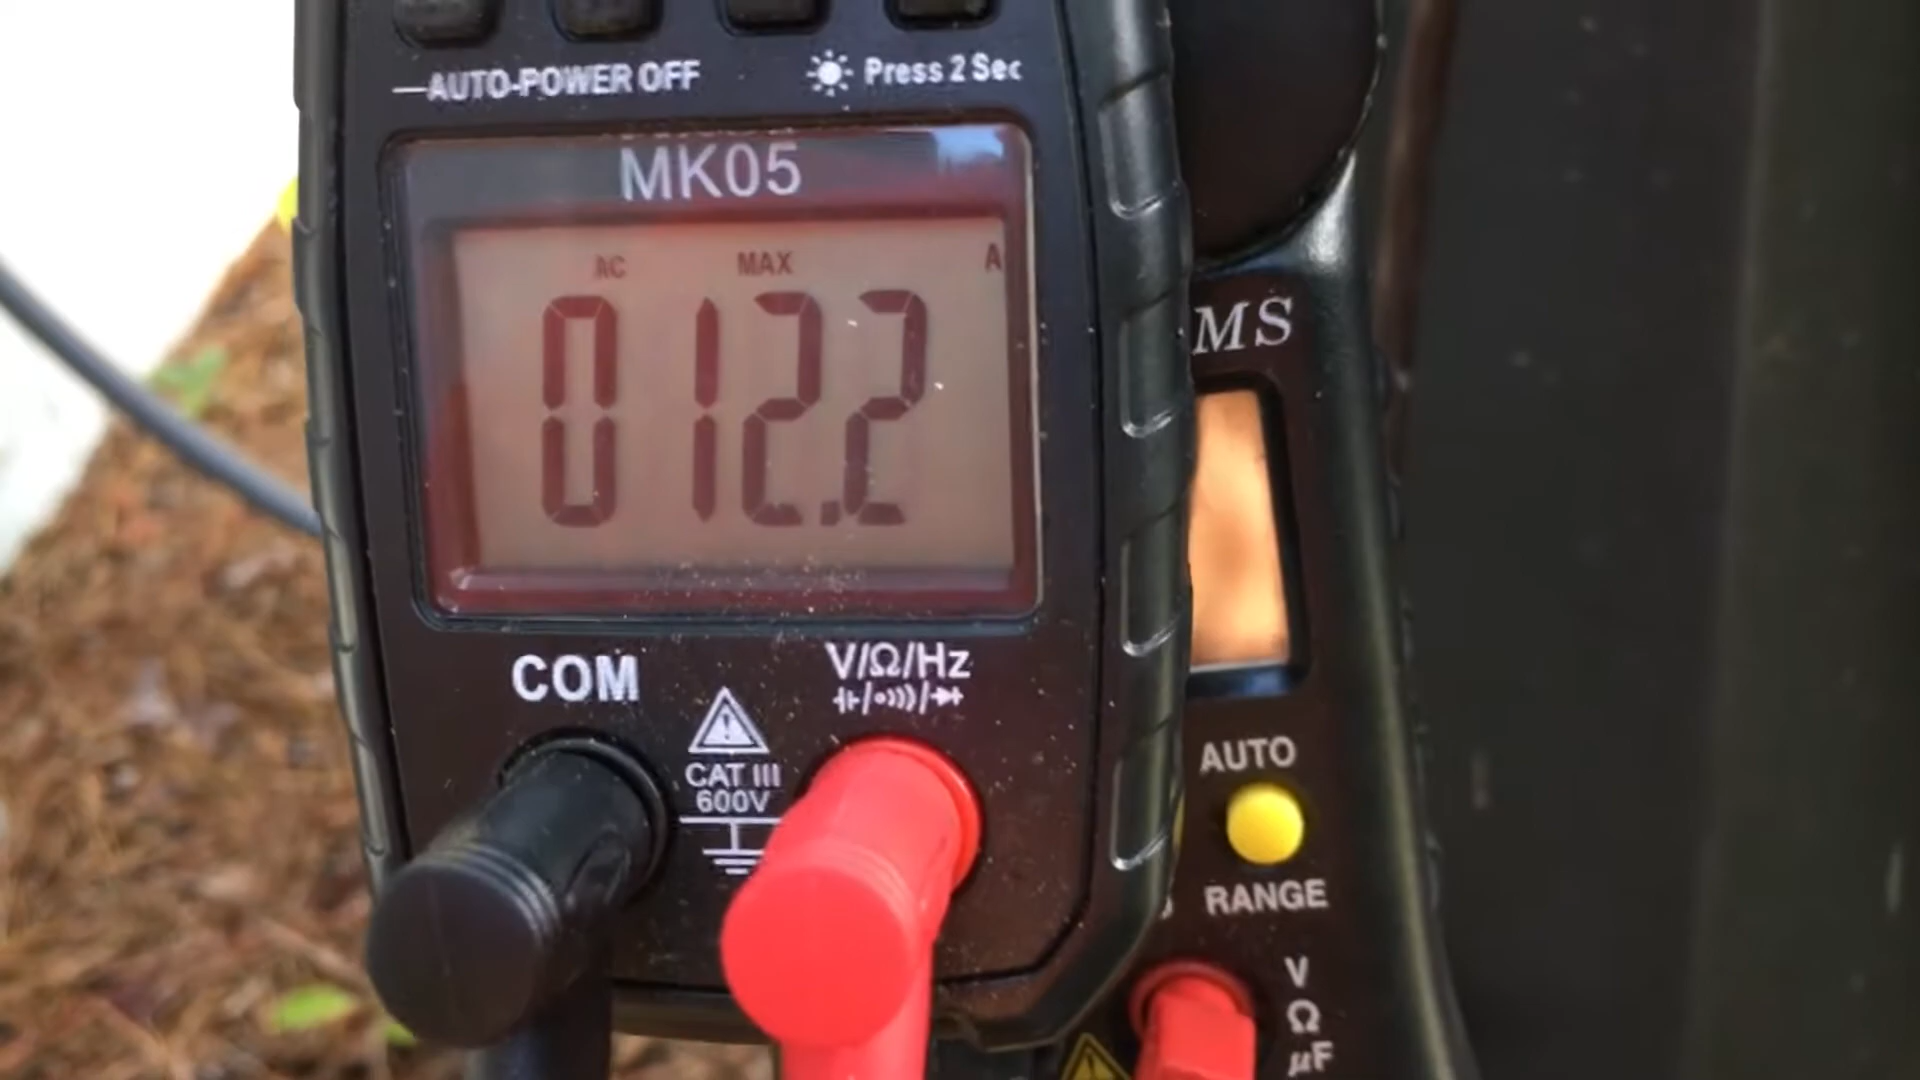 —AUTO-POWER OFF
Press 2 Sec
MK05
AC MAX A
012.2
MS
COM
V/Ω/Hz
CAT III
600V
AUTO
RANGE
V
Ω
µF